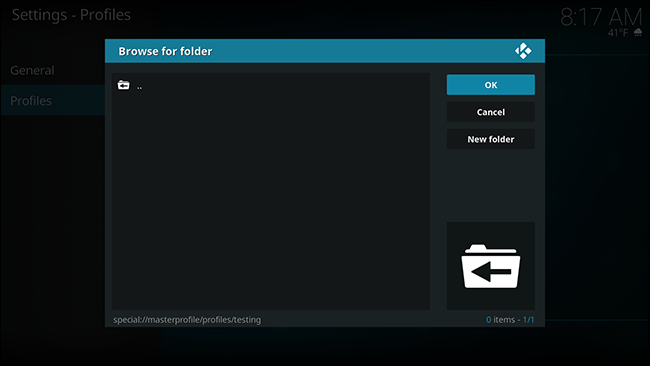 Settings - Profiles
8:17 AM
41°F
Browse for folder
General
Profiles
..
OK
Cancel
New folder
special://masterprofile/profiles/testing
0 items - 1/1